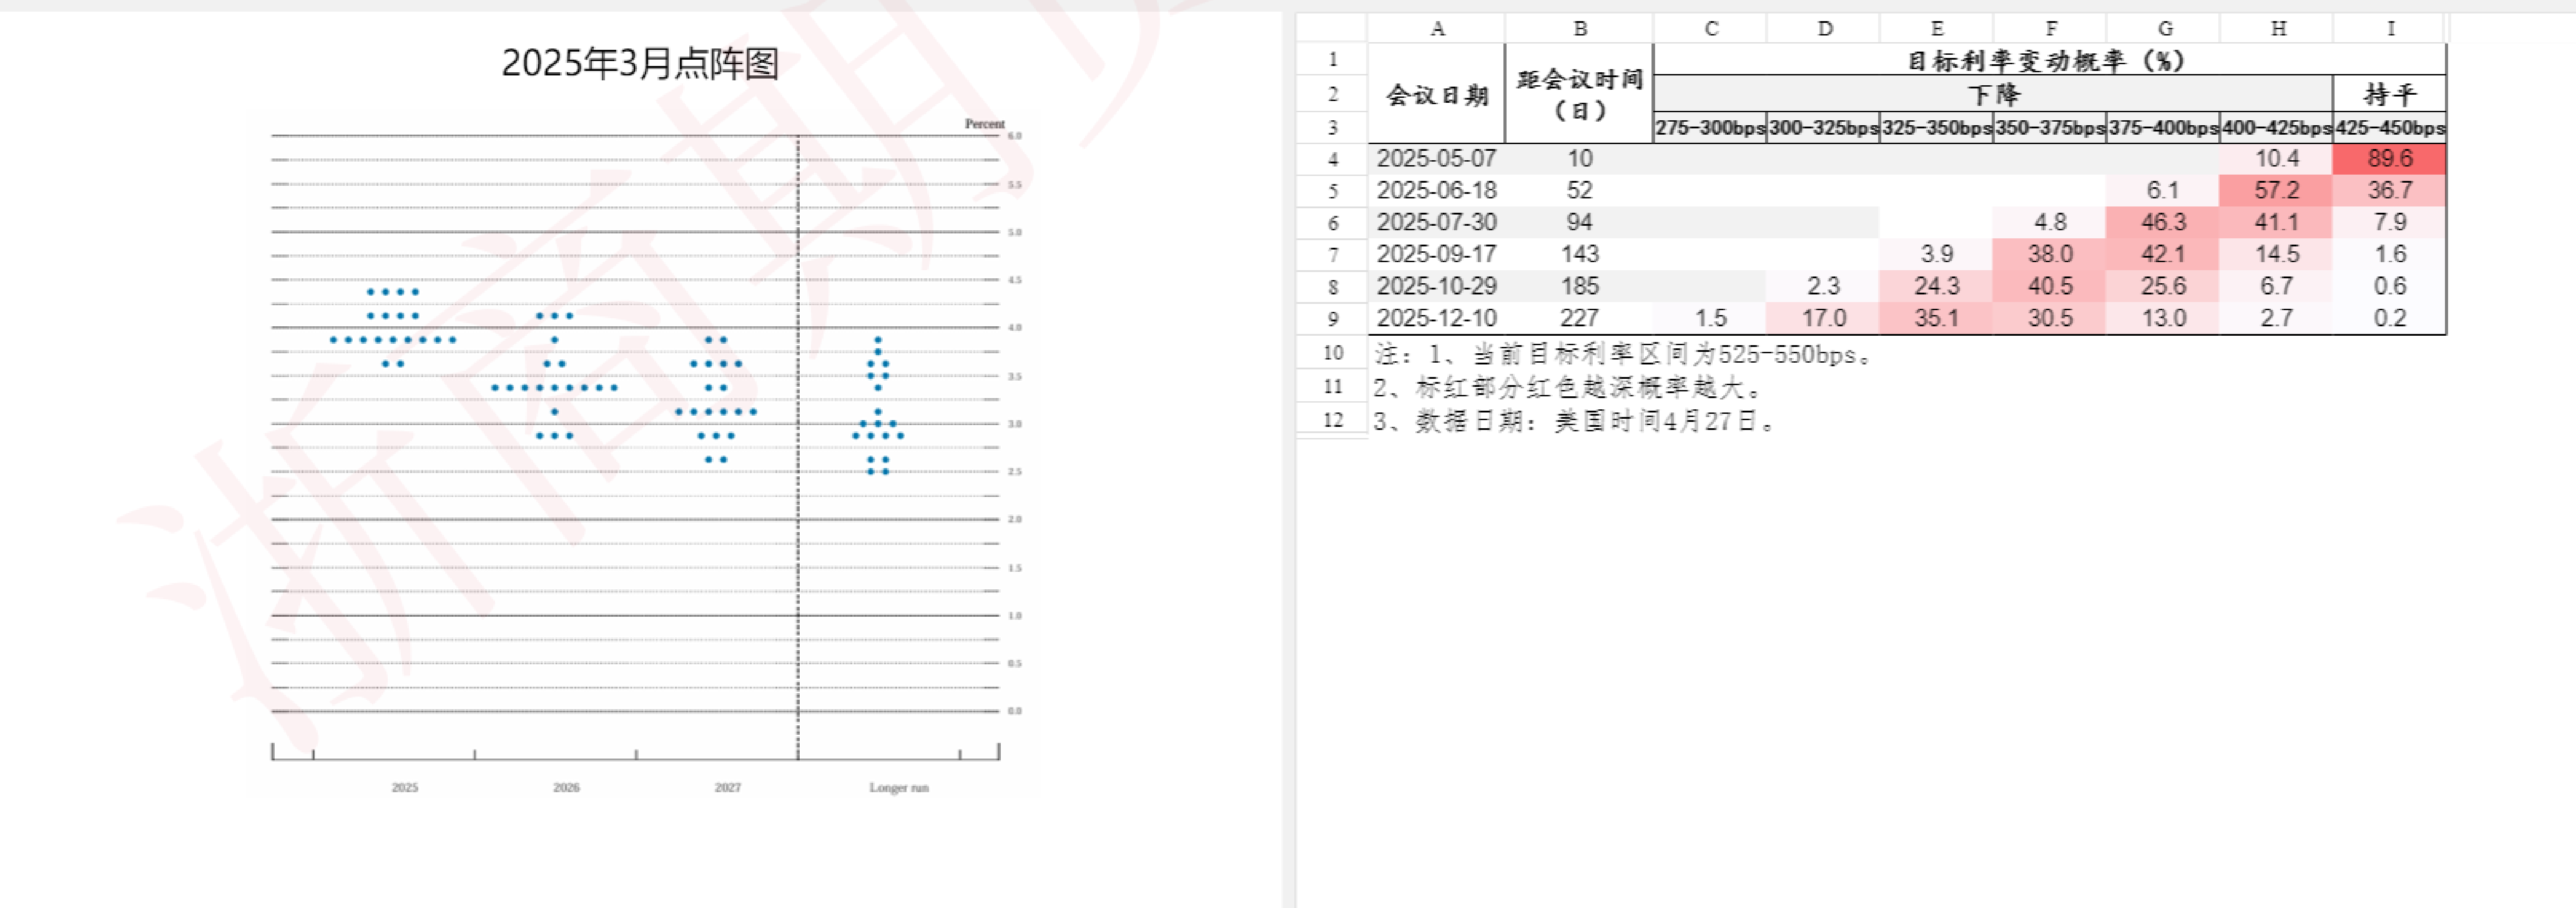 2025年3月点阵图
Percent
6.0
5.5
5.0
4.5
4.0
3.5
3.0
2.5
2.0
1.5
1.0
0.5
0.0
2025 2026 2027 Longer run
浙商期
A B C D E F G H I
1 目标利率变动概率（%）
2 会议日期 距会议时间（日） 下降 持平
3 275-300bps 300-325bps 325-350bps 350-375bps 375-400bps 400-425bps 425-450bps
4 2025-05-07 10 10.4 89.6
5 2025-06-18 52 6.1 57.2 36.7
6 2025-07-30 94 4.8 46.3 41.1 7.9
7 2025-09-17 143 3.9 38.0 42.1 14.5 1.6
8 2025-10-29 185 2.3 24.3 40.5 25.6 6.7 0.6
9 2025-12-10 227 1.5 17.0 35.1 30.5 13.0 2.7 0.2
10 注：1、当前目标利率区间为525-550bps。
11 2、标红部分红色越深概率越大。
12 3、数据日期：美国时间4月27日。